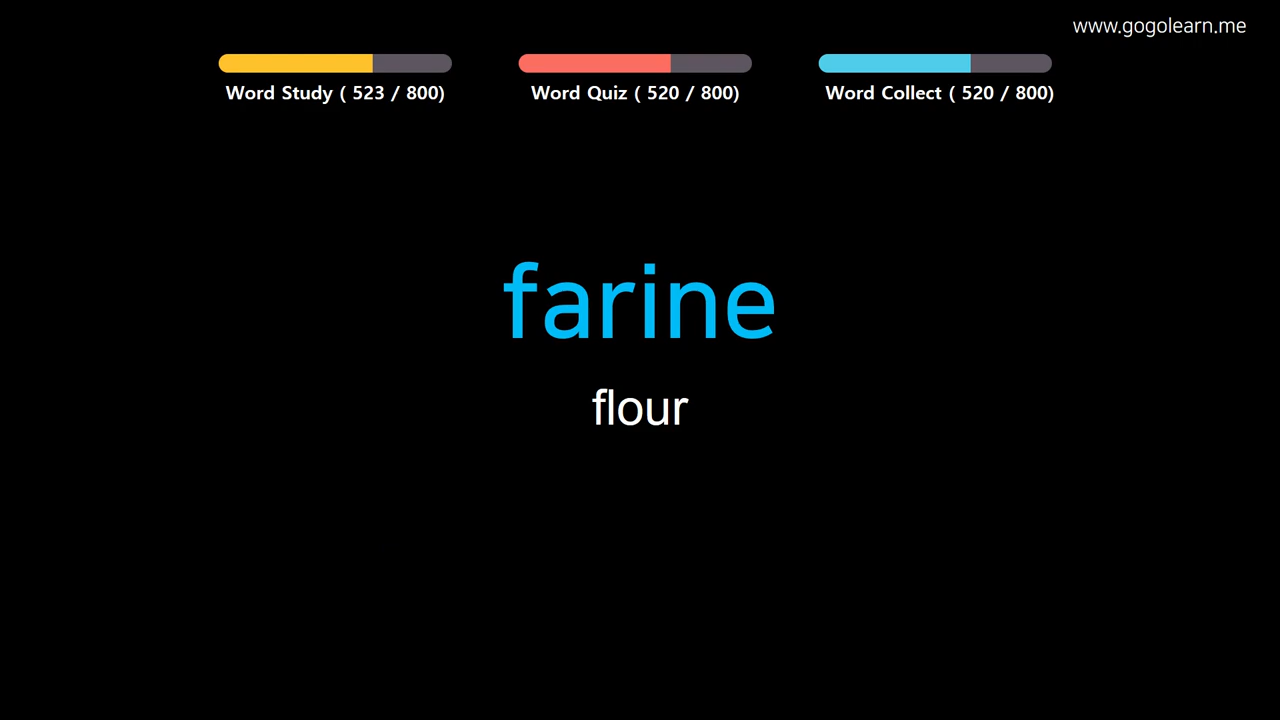 www.gogolearn.me
Word Study ( 523 / 800)
Word Quiz ( 520 / 800)
Word Collect ( 520 / 800)
farine
flour